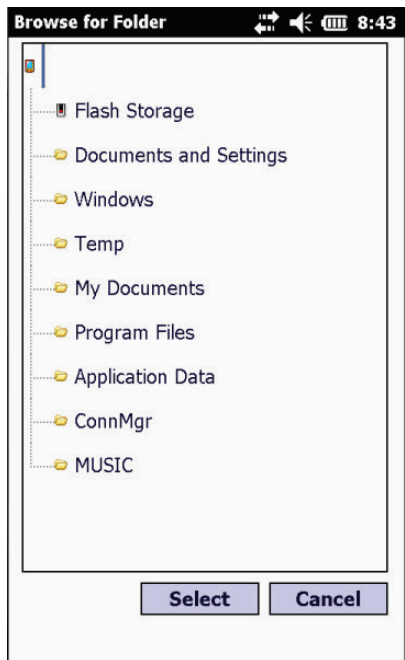 Browse for Folder 8:43
Flash Storage
Documents and Settings
Windows
Temp
My Documents
Program Files
Application Data
ConnMgr
MUSIC
Select Cancel